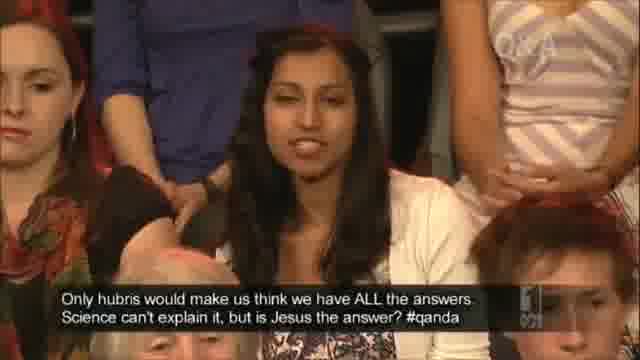 Q&A
Only hubris would make us think we have ALL the answers.
Science can't explain it, but is Jesus the answer? #qanda